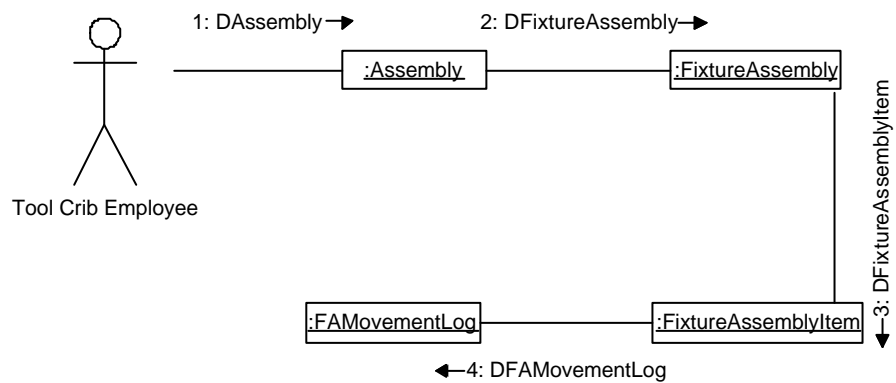 1: DAssembly
2: DFixtureAssembly
:Assembly
:FixtureAssembly
Tool Crib Employee
3: DFixtureAssemblyItem
:FAMovementLog
:FixtureAssemblyItem
4: DFAMovementLog